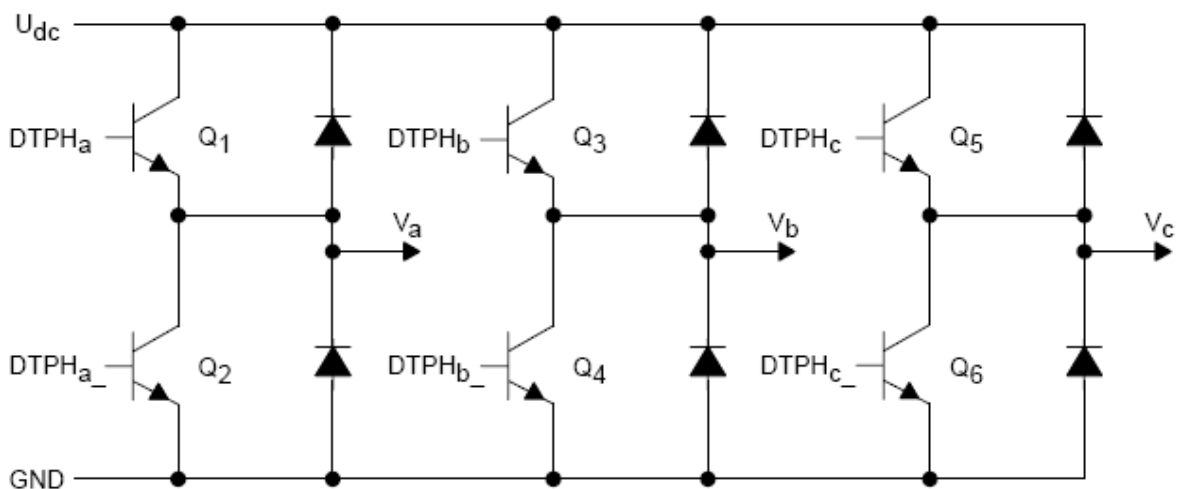 Udc
DTPHa Q1 DTPHb Q3 DTPHc Q5
Va Vb Vc
DTPHa_ Q2 DTPHb_ Q4 DTPHc_ Q6
GND